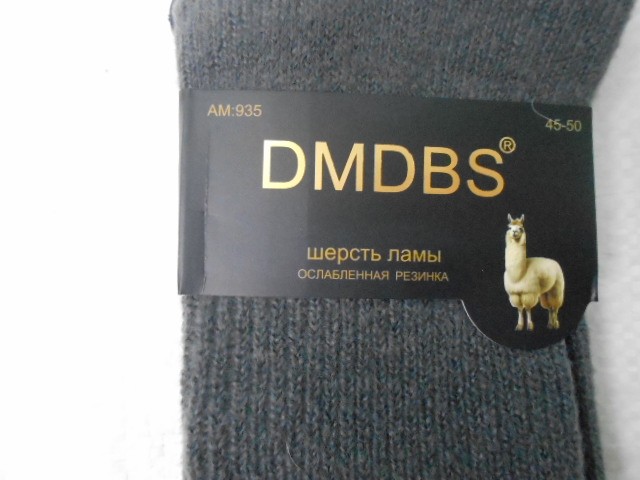 AM:935
45-50
DMDBS®
шерсть ламы
ОСЛАБЛЕННАЯ РЕЗИНКА